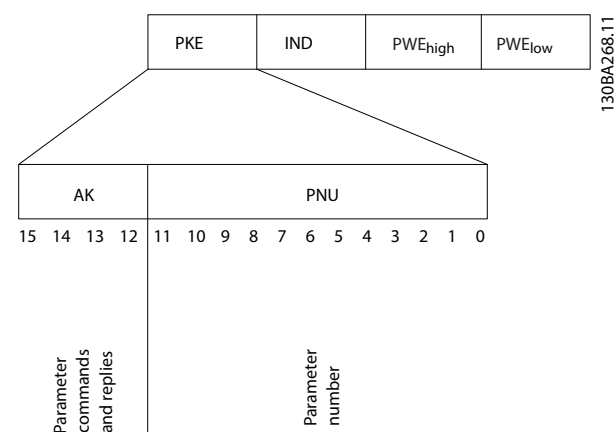 PKE IND PWEhigh PWElow
130BA268.11
AK PNU
15 14 13 12 11 10 9 8 7 6 5 4 3 2 1 0
Parameter
commands
and replies
Parameter
number